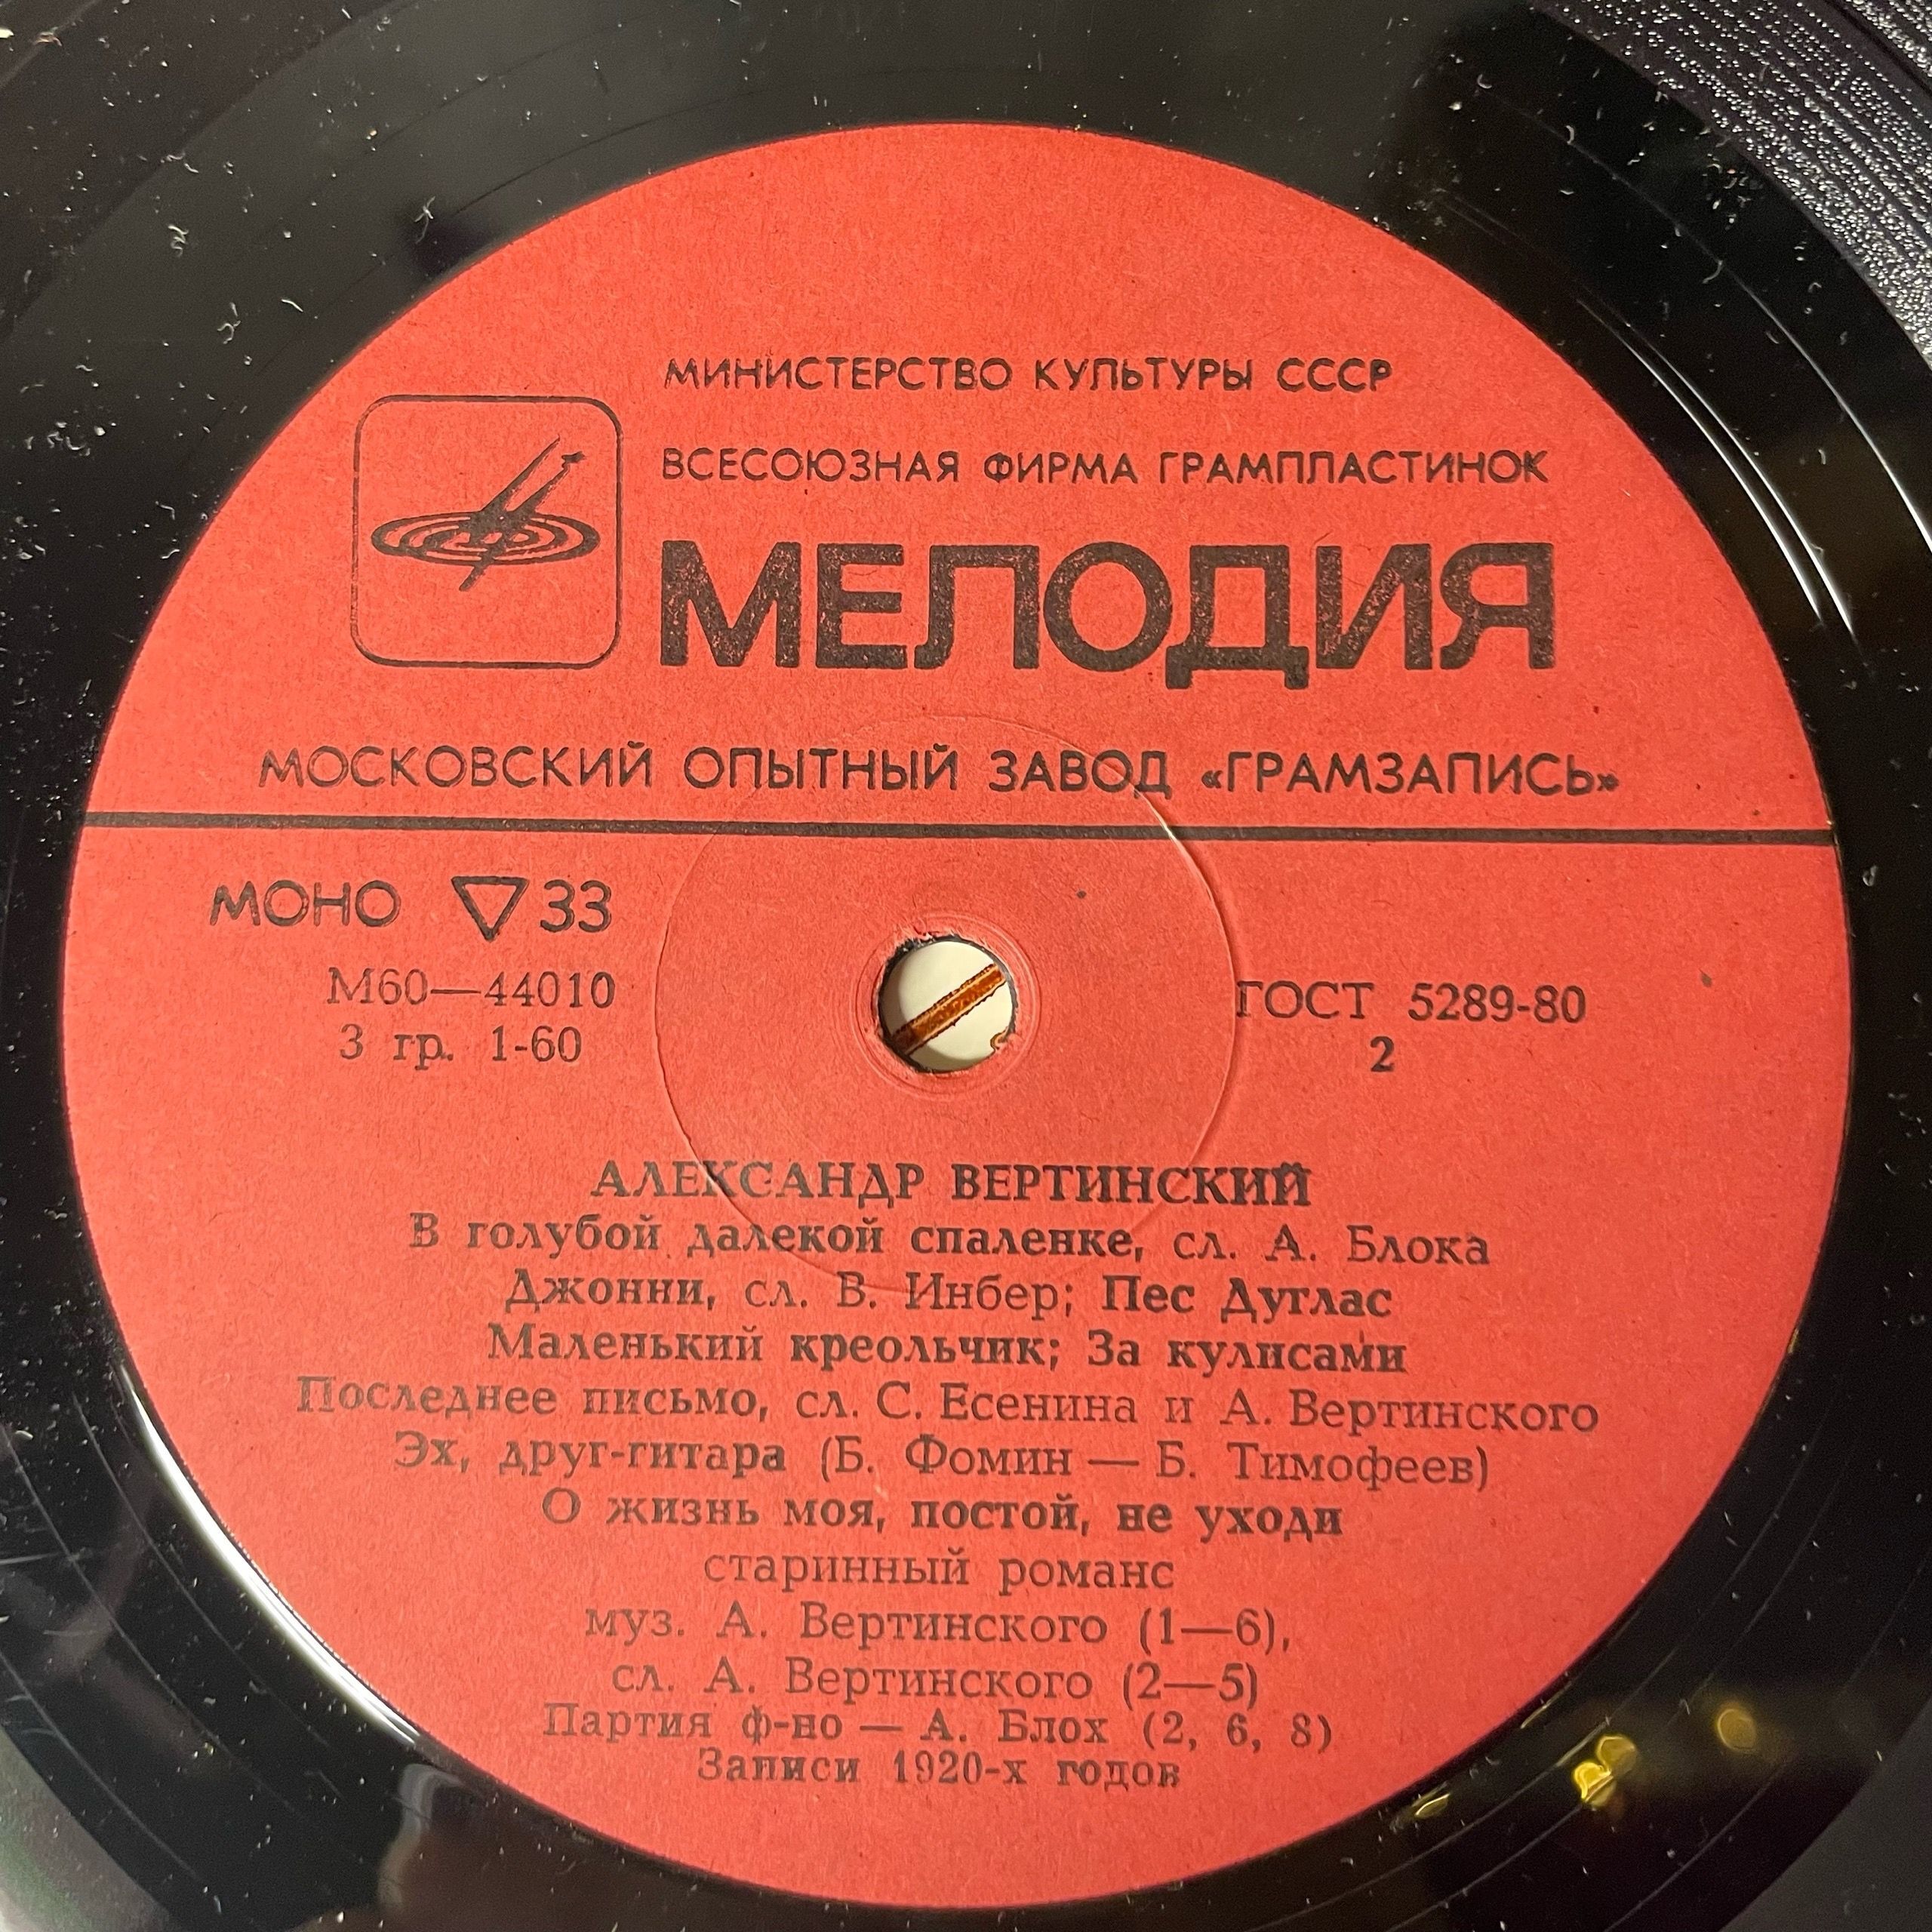 МИНИСТЕРСТВО КУЛЬТУРЫ СССР
ВСЕСОЮЗНАЯ ФИРМА ГРАМПЛАСТИНОК
МЕЛОДИЯ
МОСКОВСКИЙ ОПЫТНЫЙ ЗАВОД «ГРАМЗАПИСЬ»
МОНО 33
М60—44010
3 гр. 1-60
ГОСТ 5289-80
2
АЛЕКСАНДР ВЕРТИНСКИЙ
В голубой далекой спаленке, сл. А. Блока
Джонни, сл. В. Инбер; Пес Дуглас
Маленький креольчик; За кулисами
Последнее письмо, сл. С. Есенина и А. Вертинского
Эх, друг-гитара (Б. Фомин — Б. Тимофеев)
О жизнь моя, постой, не уходи
старинный романс
муз. А. Вертинского (1—6),
сл. А. Вертинского (2—5)
Партия ф-но — А. Блох (2, 6, 8)
Записи 1920-х годов